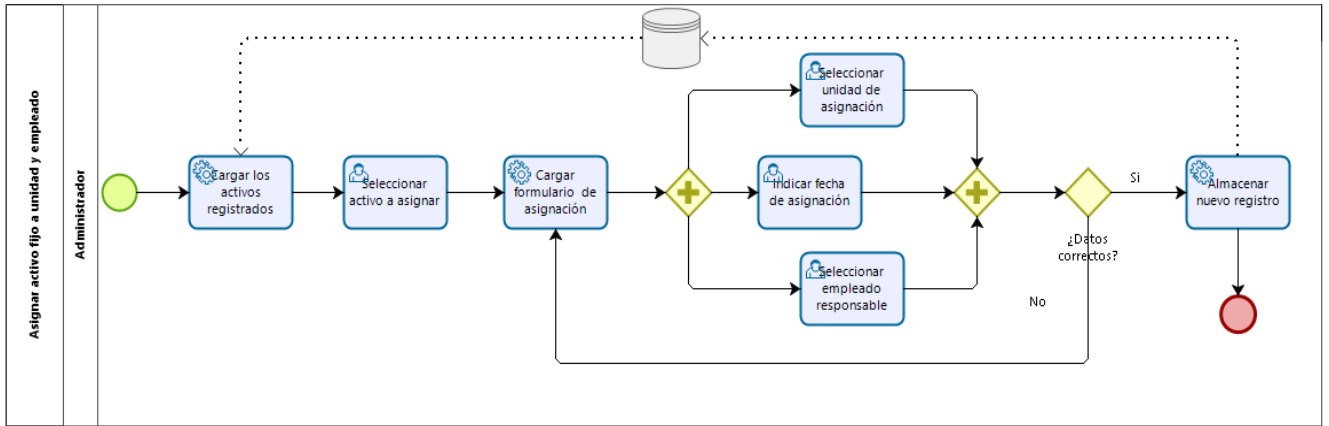 Asignar activo fijo a unidad y empleado
Administrador
Cargar los
activos
registrados
Seleccionar
activo a asignar
Cargar
formulario de
asignación
Seleccionar
unidad de
asignación
Indicar fecha
de asignación
Seleccionar
empleado
responsable
¿Datos
correctos?
Si
No
Almacenar
nuevo registro